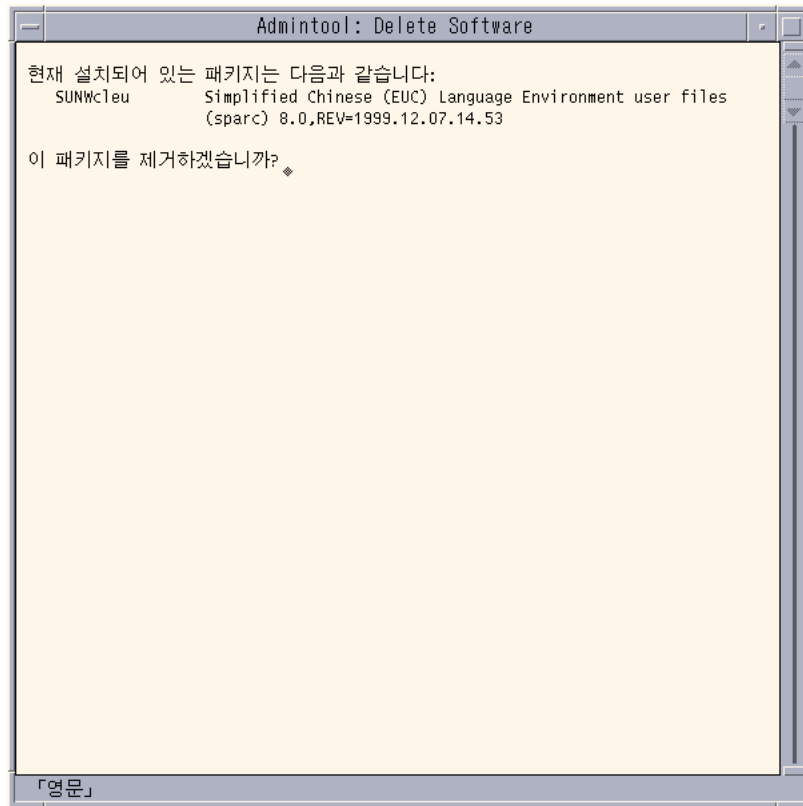 Admintool: Delete Software
현재 설치되어 있는 패키지는 다음과 같습니다:
SUNWcleu Simplified Chinese (EUC) Language Environment user files
(sparc) 8.0,REV=1999.12.07.14.53
이 패키지를 제거하겠습니까?
「영문」